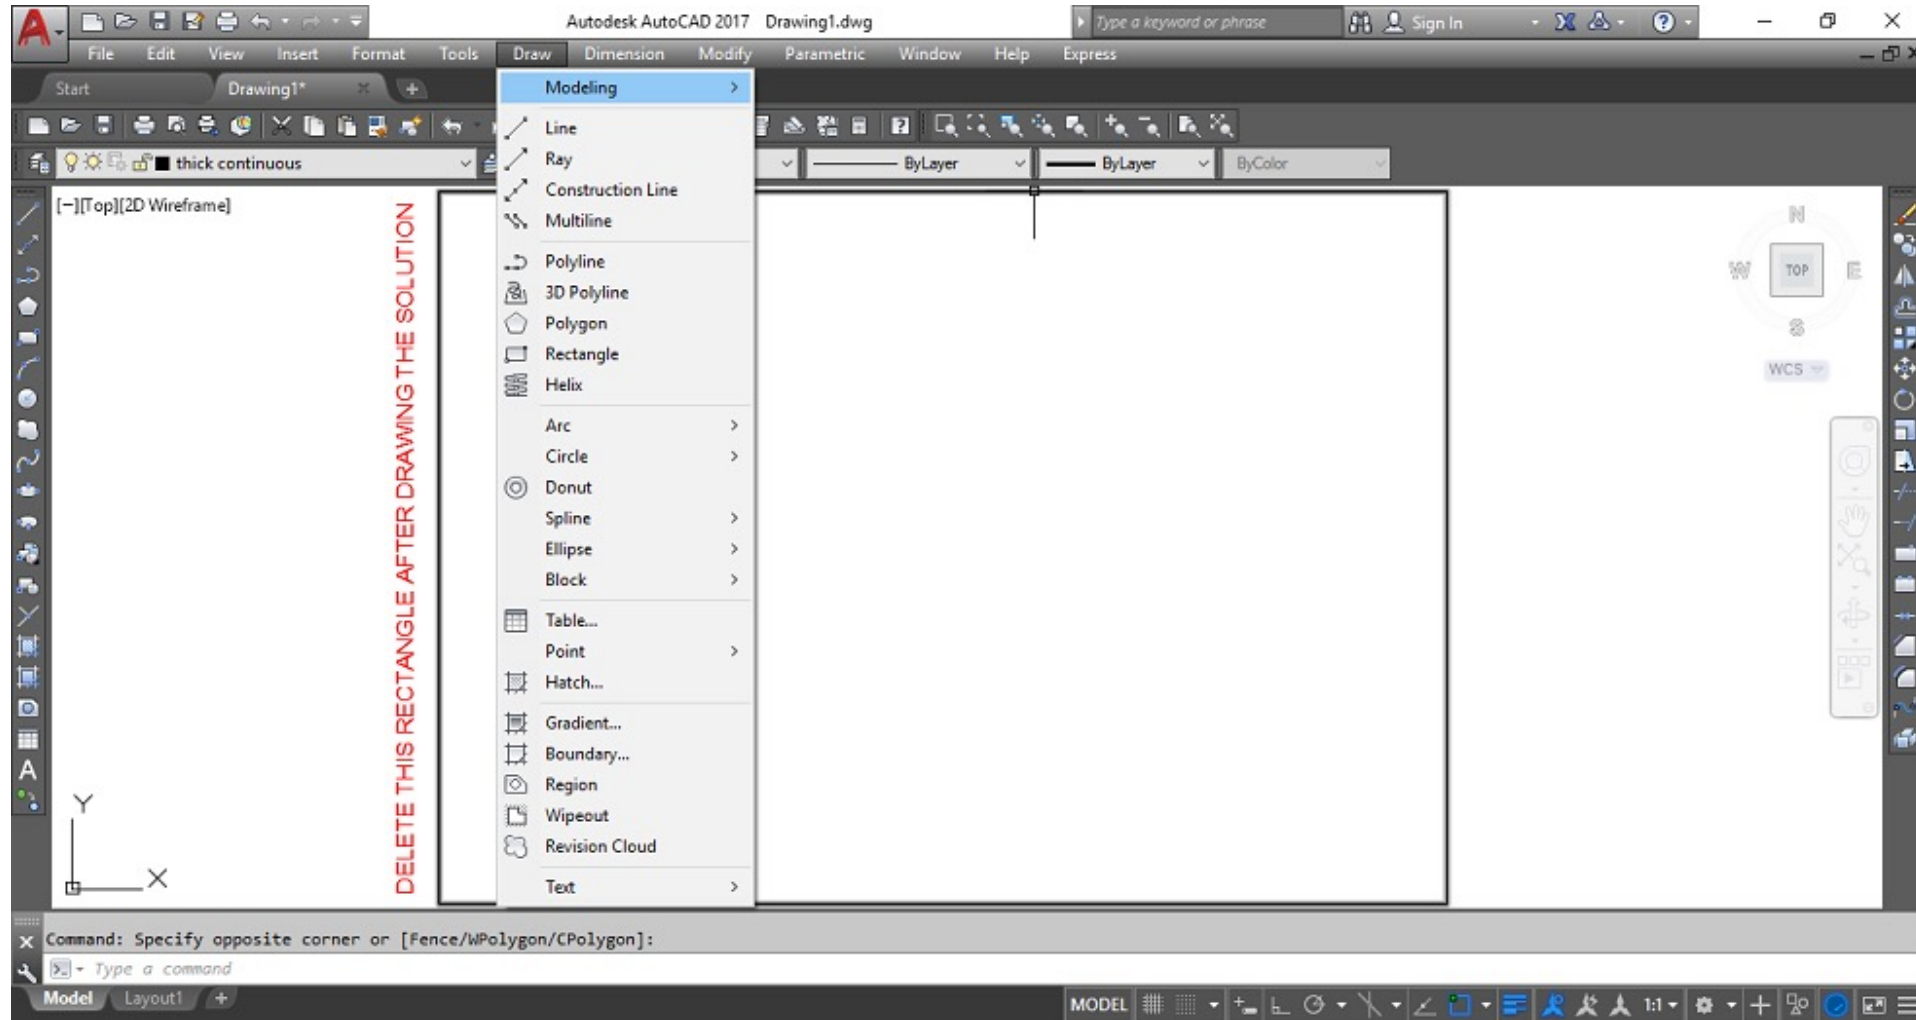 Autodesk AutoCAD 2017 Drawing1.dwg
Type a keyword or phrase
Sign In
File Edit View Insert Format Tools Draw Dimension Modify Parametric Window Help Express
Start
Drawing1*
thick continuous
ByLayer
ByLayer
ByColor
[−][Top][2D Wireframe]
DELETE THIS RECTANGLE AFTER DRAWING THE SOLUTION
Modeling
Line
Ray
Construction Line
Multiline
Polyline
3D Polyline
Polygon
Rectangle
Helix
Arc
Circle
Donut
Spline
Ellipse
Block
Table...
Point
Hatch...
Gradient...
Boundary...
Region
Wipeout
Revision Cloud
Text
N
W TOP E
S
WCS
A
Y
X
Command: Specify opposite corner or [Fence/WPolygon/CPolygon]:
Type a command
Model Layout1 +
MODEL
1:1